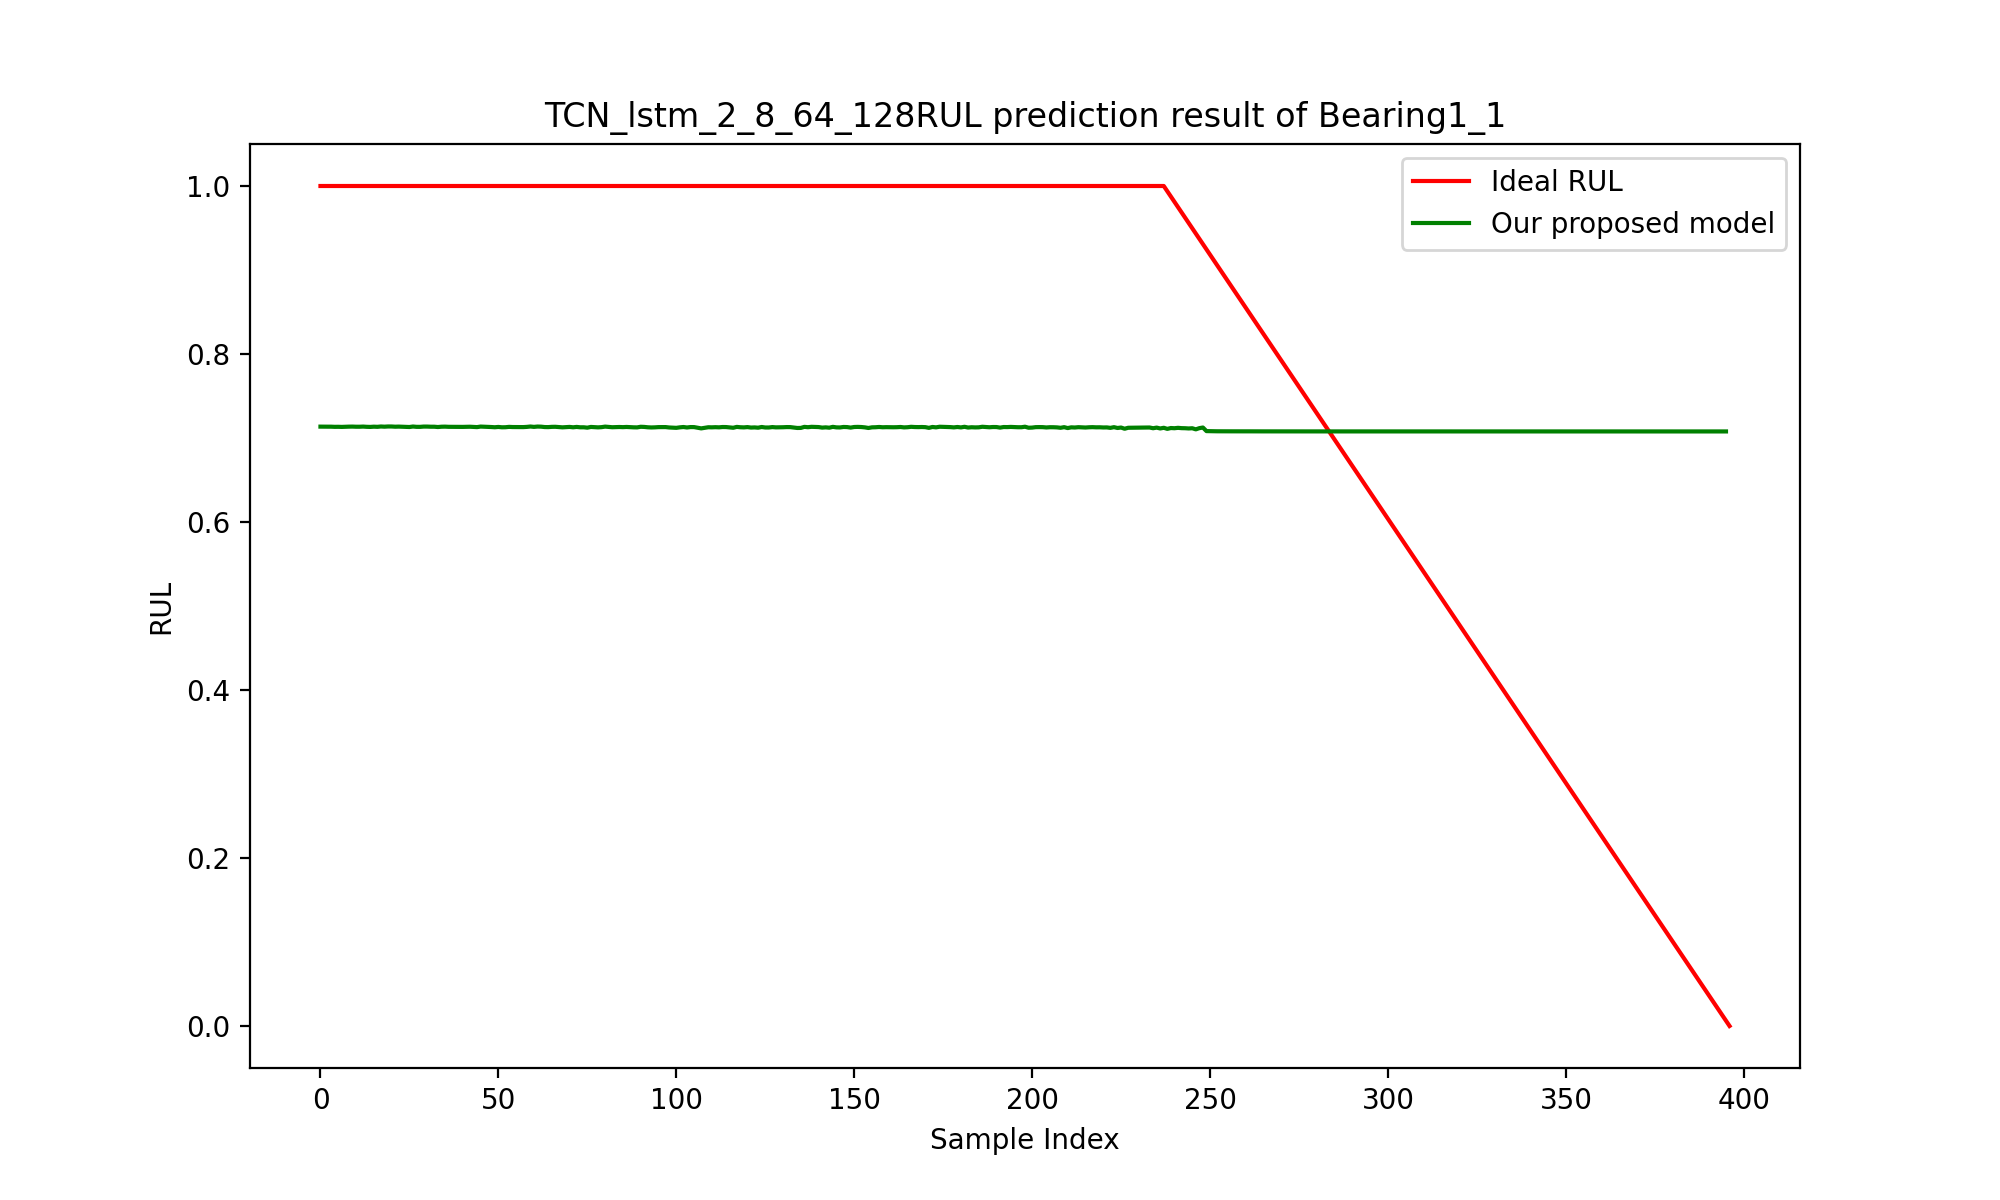 TCN_lstm_2_8_64_128RUL prediction result of Bearing1_1
Ideal RUL
Our proposed model
1.0
0.8
0.6
0.4
0.2
0.0
RUL
0 50 100 150 200 250 300 350 400
Sample Index